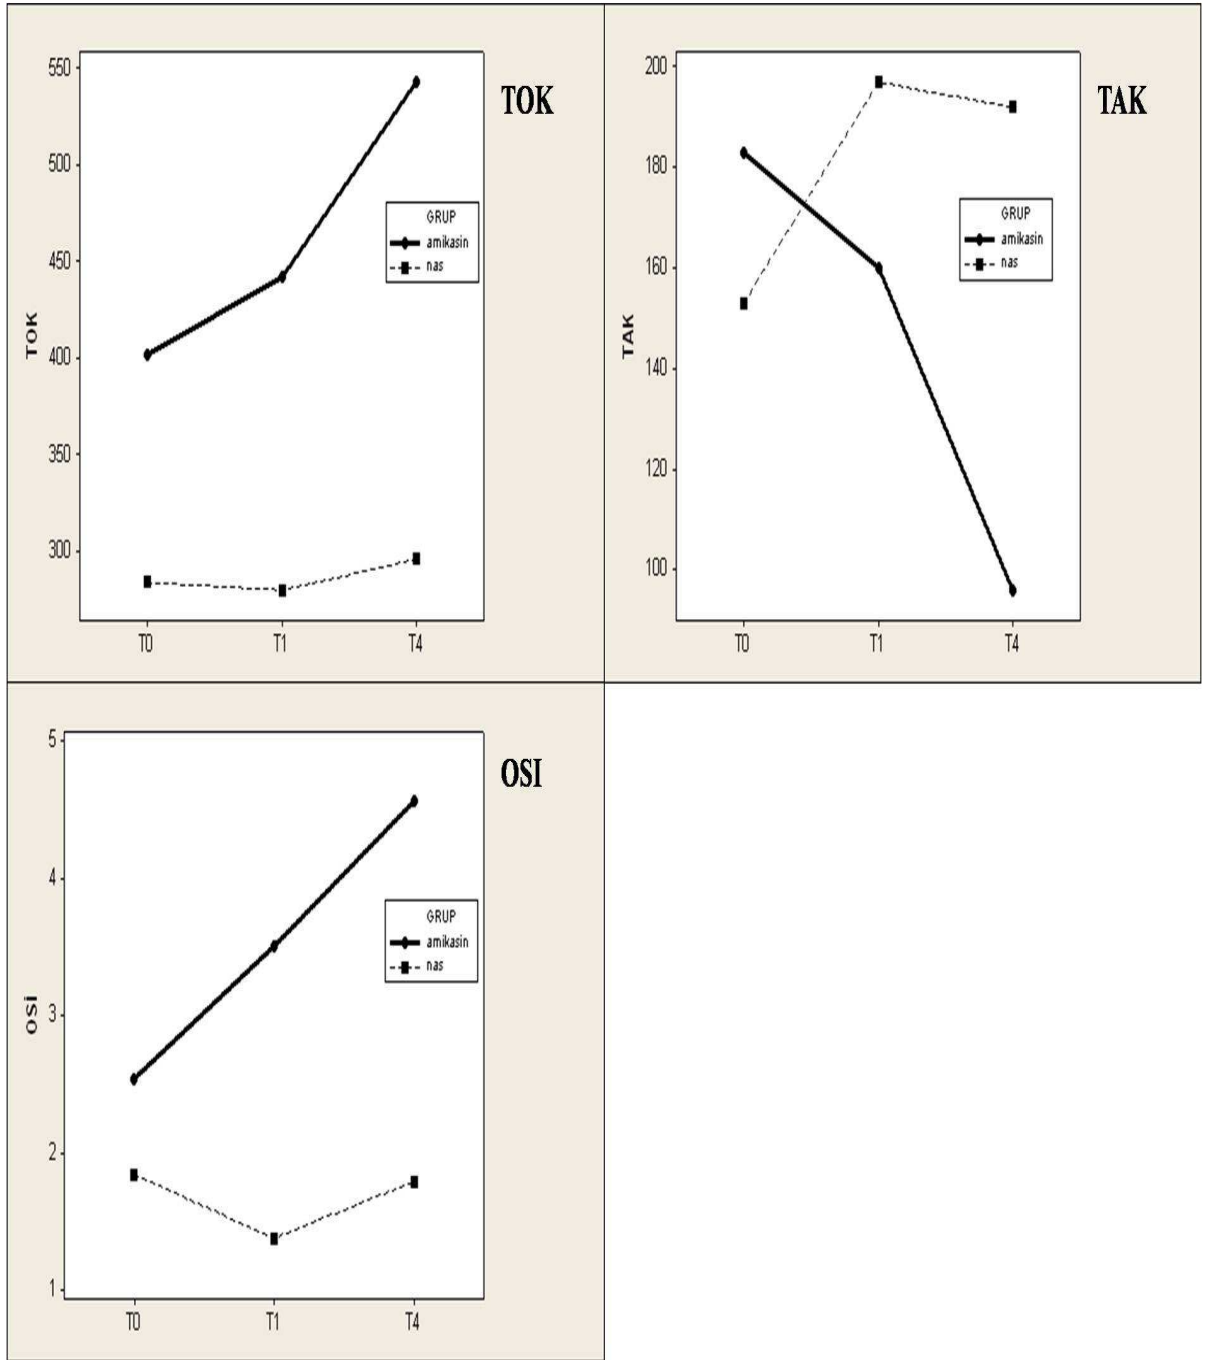 TOK
550
500
450
400
350
300
TOK
GRUP
amikasin
nas
T0
T1
T4
TAK
200
180
160
140
120
100
TAK
GRUP
amikasin
nas
T0
T1
T4
OSI
5
4
3
2
1
OSİ
GRUP
amikasin
nas
T0
T1
T4